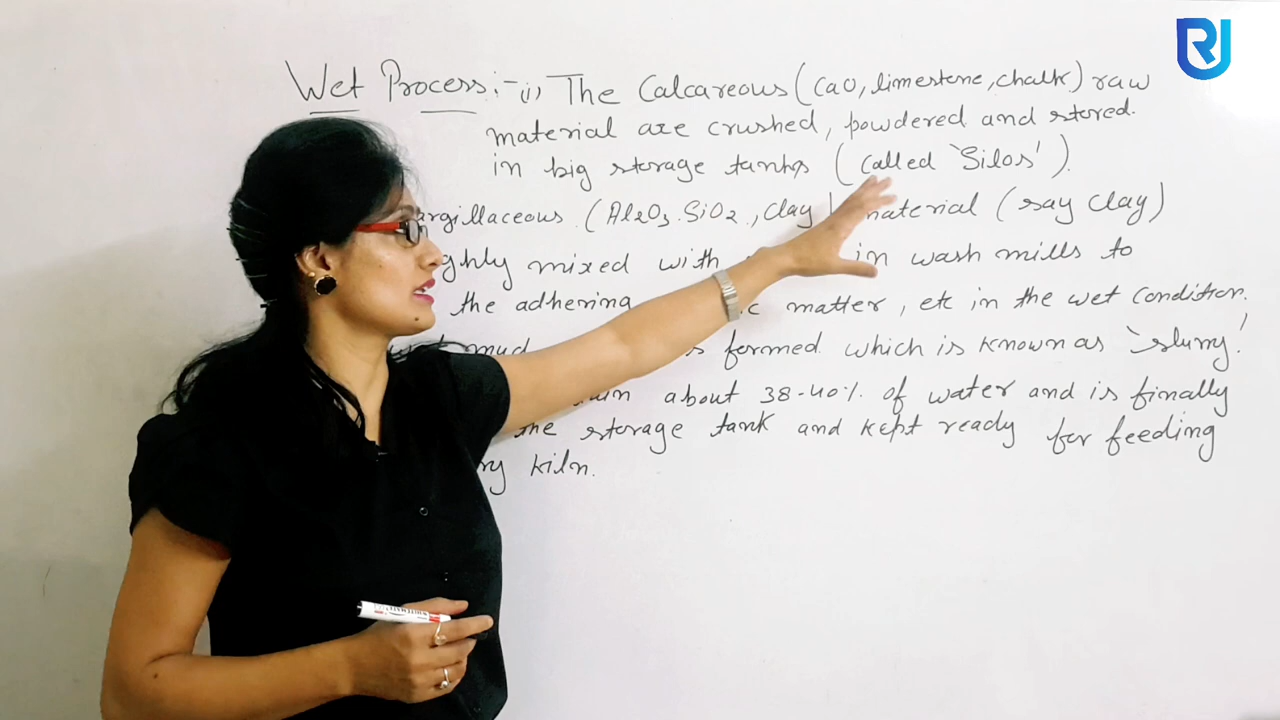 Wet Process:- (i) The Calcareous (CaO, limestone, chalk) raw
material are crushed, powdered and stored.
in big storage tanks (called 'Silos').
argillaceous (Al2O3.SiO2, clay) material (say clay)
mixed with in wash mills to
the adhering matter, etc in the wet condition.
mud formed which is known as 'slurry'.
about 38-40% of water and is finally
the storage tank and kept ready for feeding
kiln.